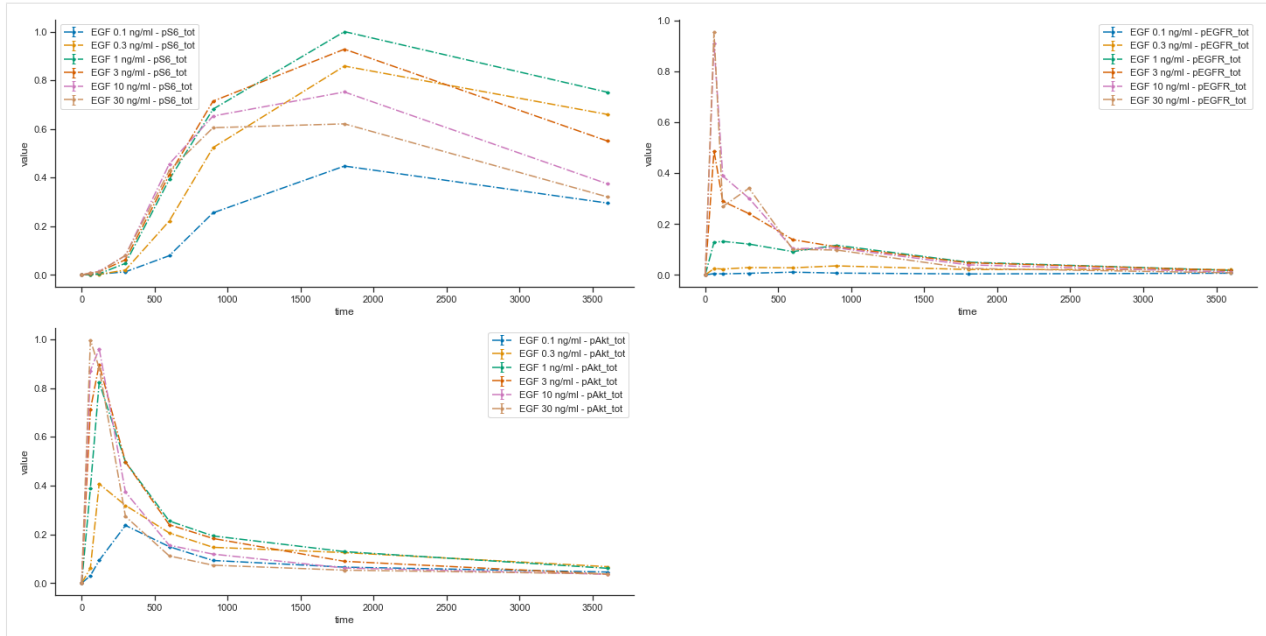 EGF 0.1 ng/ml - pS6_tot
EGF 0.3 ng/ml - pS6_tot
EGF 1 ng/ml - pS6_tot
EGF 3 ng/ml - pS6_tot
EGF 10 ng/ml - pS6_tot
EGF 30 ng/ml - pS6_tot
1.0
0.8
0.6
0.4
0.2
0.0
value
0 500 1000 1500 2000 2500 3000 3500
time
EGF 0.1 ng/ml - pEGFR_tot
EGF 0.3 ng/ml - pEGFR_tot
EGF 1 ng/ml - pEGFR_tot
EGF 3 ng/ml - pEGFR_tot
EGF 10 ng/ml - pEGFR_tot
EGF 30 ng/ml - pEGFR_tot
1.0
0.8
0.6
0.4
0.2
0.0
value
0 500 1000 1500 2000 2500 3000 3500
time
EGF 0.1 ng/ml - pAkt_tot
EGF 0.3 ng/ml - pAkt_tot
EGF 1 ng/ml - pAkt_tot
EGF 3 ng/ml - pAkt_tot
EGF 10 ng/ml - pAkt_tot
EGF 30 ng/ml - pAkt_tot
1.0
0.8
0.6
0.4
0.2
0.0
value
0 500 1000 1500 2000 2500 3000 3500
time